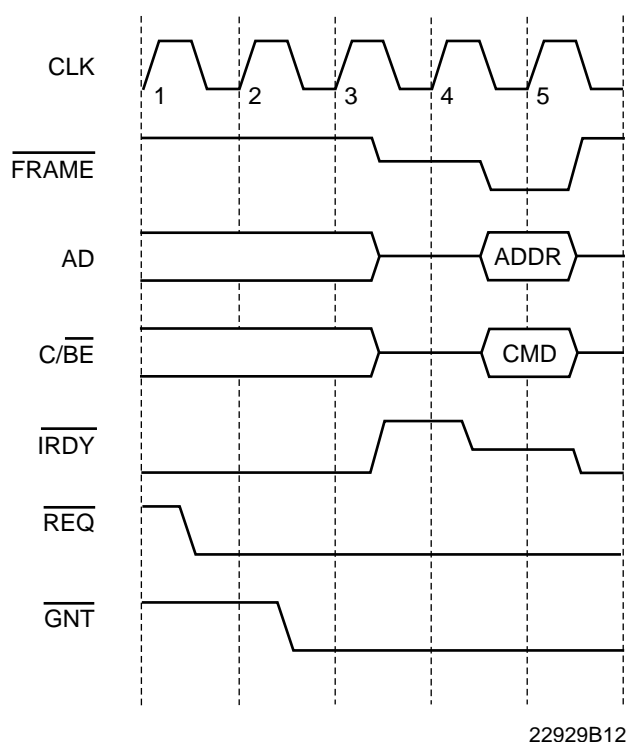 CLK
1 2 3 4 5
FRAME
AD ADDR
C/BE CMD
IRDY
REQ
GNT
22929B12